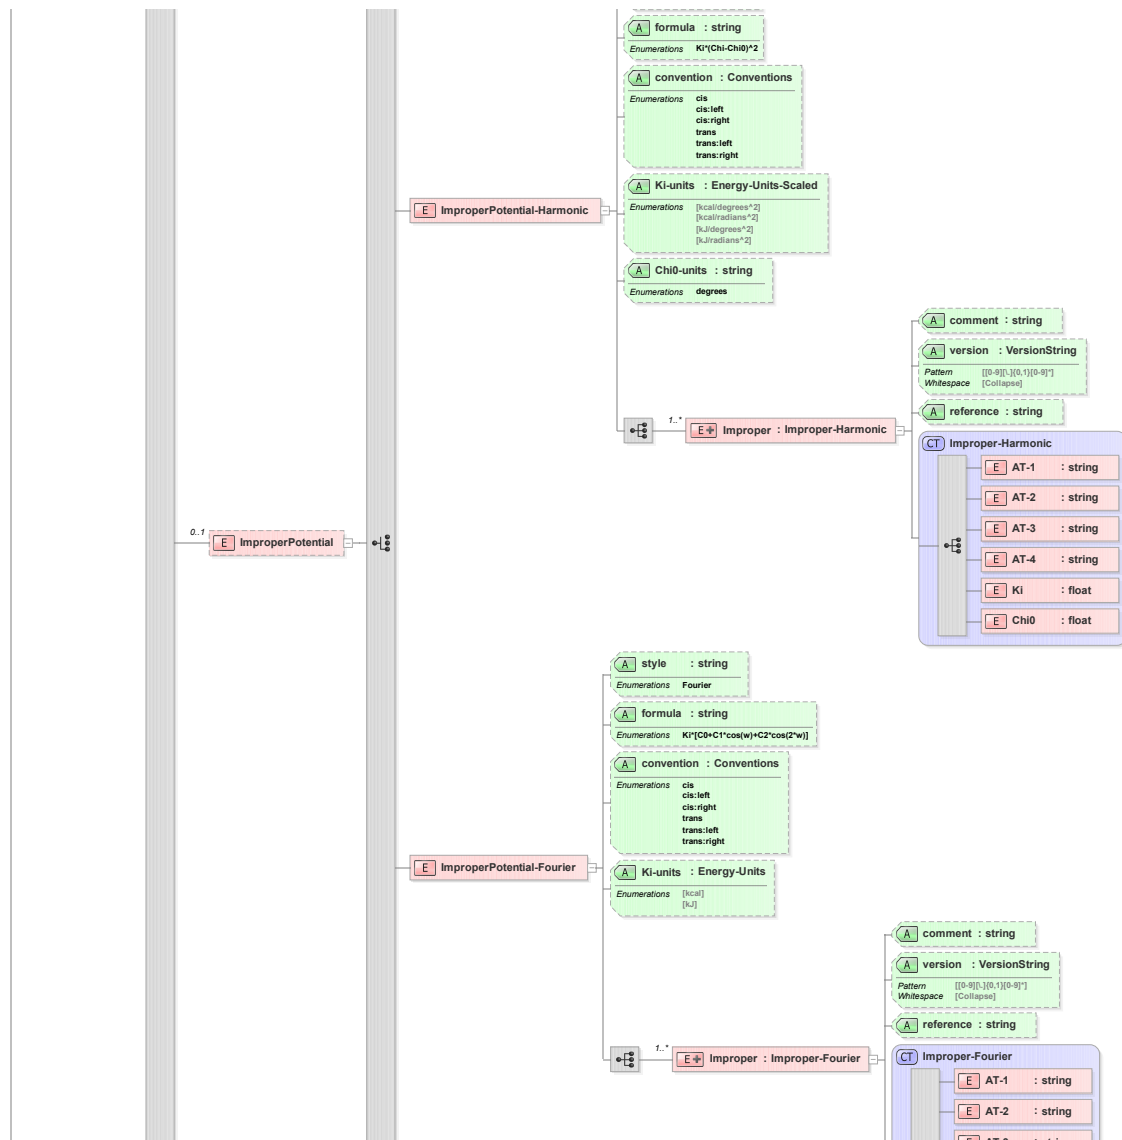 A formula : string
Enumerations Ki*(Chi-Chi0)^2
A convention : Conventions
Enumerations cis
cis:left
cis:right
trans
trans:left
trans:right
A Ki-units : Energy-Units-Scaled
Enumerations [kcal/degrees^2]
[kcal/radians^2]
[kJ/degrees^2]
[kJ/radians^2]
E ImproperPotential-Harmonic
A Chi0-units : string
Enumerations degrees
A comment : string
A version : VersionString
Pattern [[0-9][\.]{0,1}[0-9]*]
Whitespace [Collapse]
A reference : string
1..*
E Improper : Improper-Harmonic
CT Improper-Harmonic
E AT-1 : string
E AT-2 : string
E AT-3 : string
E AT-4 : string
E Ki : float
E Chi0 : float
0..1
E ImproperPotential
A style : string
Enumerations Fourier
A formula : string
Enumerations Ki*[C0+C1*cos(w)+C2*cos(2*w)]
A convention : Conventions
Enumerations cis
cis:left
cis:right
trans
trans:left
trans:right
E ImproperPotential-Fourier
A Ki-units : Energy-Units
Enumerations [kcal]
[kJ]
A comment : string
A version : VersionString
Pattern [[0-9][\.]{0,1}[0-9]*]
Whitespace [Collapse]
A reference : string
1..*
E Improper : Improper-Fourier
CT Improper-Fourier
E AT-1 : string
E AT-2 : string